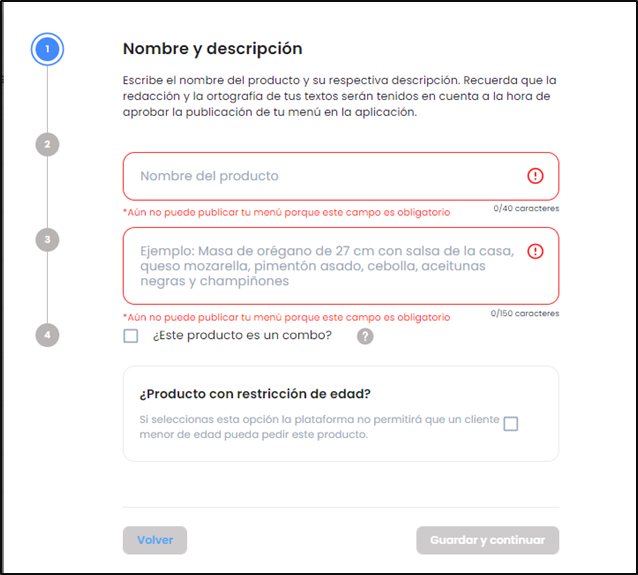 1
Nombre y descripción
Escribe el nombre del producto y su respectiva descripción. Recuerda que la
redacción y la ortografía de tus textos serán tenidos en cuenta a la hora de
aprobar la publicación de tu menú en la aplicación.
2
Nombre del producto
*Aún no puede publicar tu menú porque este campo es obligatorio
0/40 caracteres
3
Ejemplo: Masa de orégano de 27 cm con salsa de la casa,
queso mozarella, pimentón asado, cebolla, aceitunas
negras y champiñones
*Aún no puede publicar tu menú porque este campo es obligatorio
0/150 caracteres
4
¿Este producto es un combo? ?
¿Producto con restricción de edad?
Si seleccionas esta opción la plataforma no permitirá que un cliente
menor de edad pueda pedir este producto.
Volver
Guardar y continuar